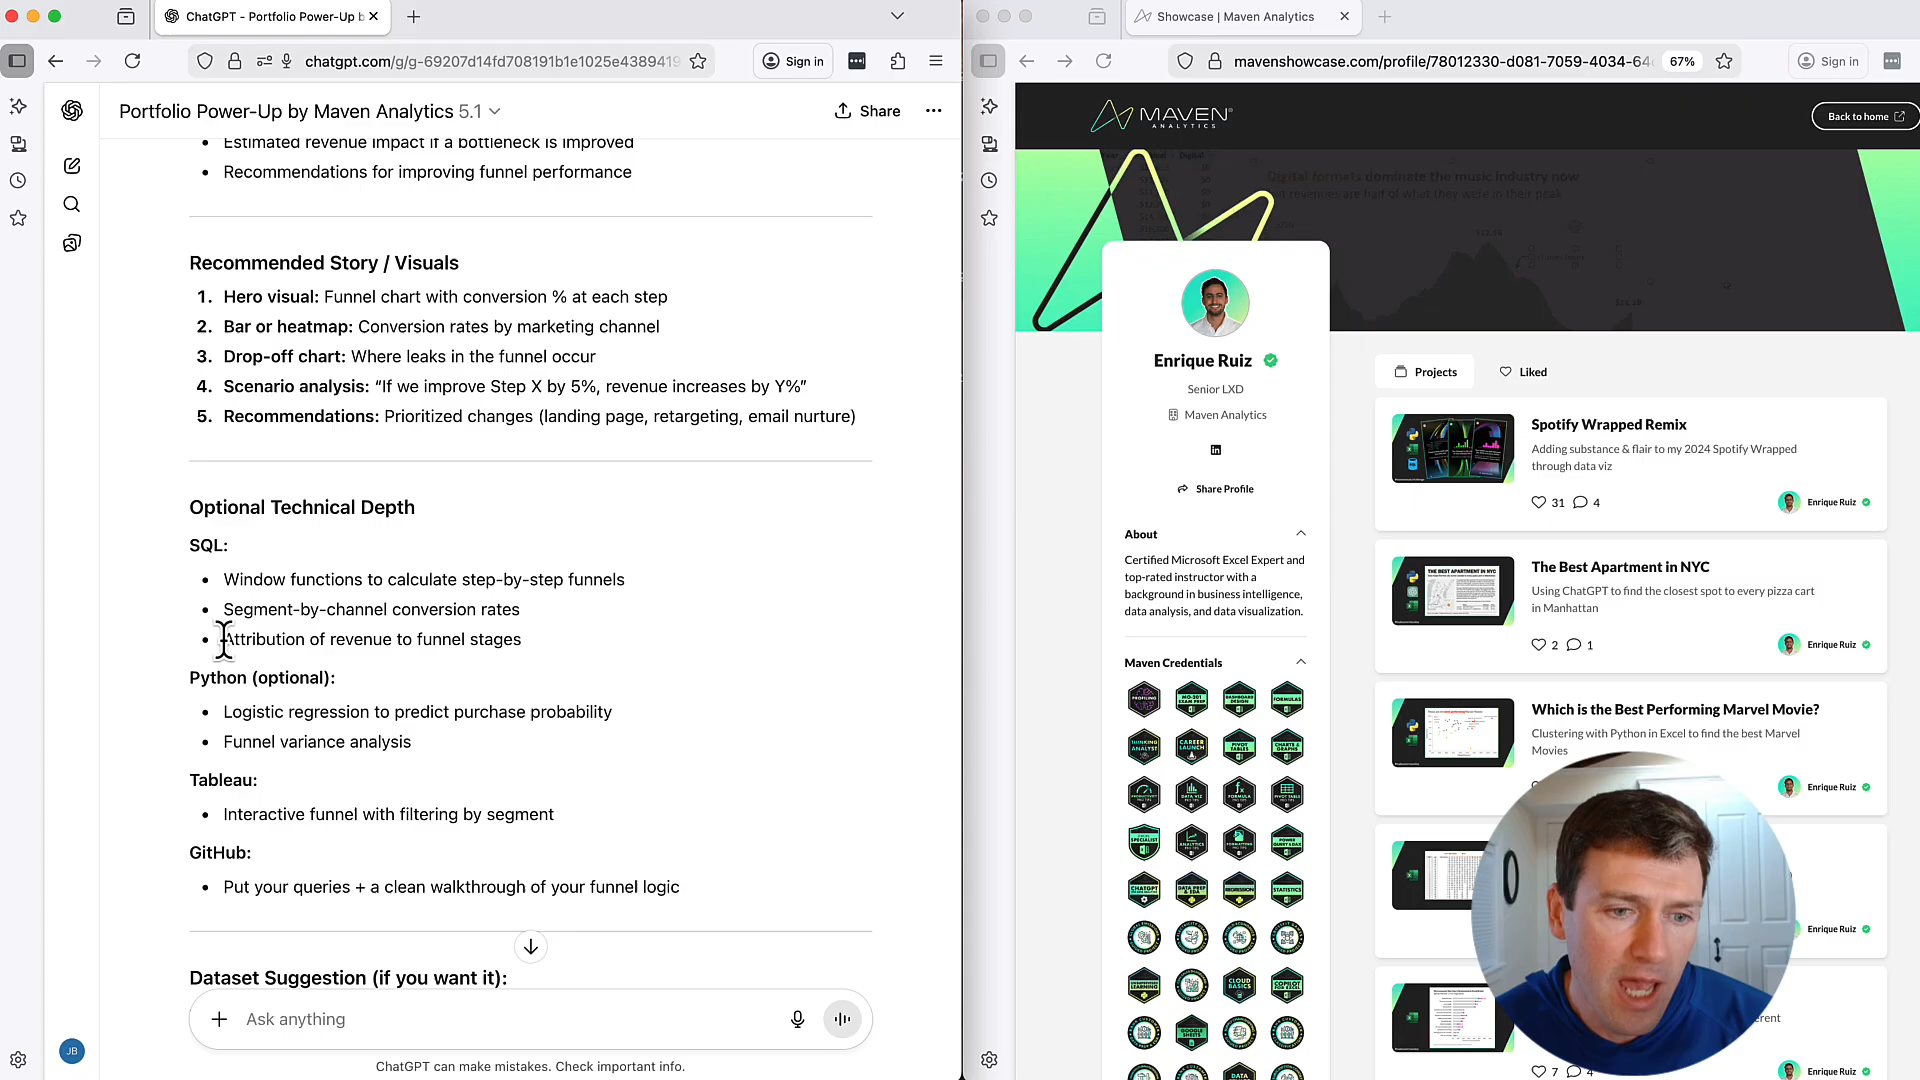 ChatGPT - Portfolio Power-Up b
Sign in
chatgpt.com/g/g-69207d14fd708191b1e1025e4389419
Portfolio Power-Up by Maven Analytics 5.1
Share
Estimated revenue impact if a bottleneck is improved
Recommendations for improving funnel performance
Recommended Story / Visuals
1. Hero visual: Funnel chart with conversion % at each step
2. Bar or heatmap: Conversion rates by marketing channel
3. Drop-off chart: Where leaks in the funnel occur
4. Scenario analysis: “If we improve Step X by 5%, revenue increases by Y%”
5. Recommendations: Prioritized changes (landing page, retargeting, email nurture)
Optional Technical Depth
SQL:
Window functions to calculate step-by-step funnels
Segment-by-channel conversion rates
Attribution of revenue to funnel stages
Python (optional):
Logistic regression to predict purchase probability
Funnel variance analysis
Tableau:
Interactive funnel with filtering by segment
GitHub:
Put your queries + a clean walkthrough of your funnel logic
Dataset Suggestion (if you want it):
Ask anything
ChatGPT can make mistakes. Check important info.
JB
Showcase | Maven Analytics
mavenshowcase.com/profile/78012330-d081-7059-4034-64
67%
Sign in
MAVEN
ANALYTICS
Back to home
Digital formats dominate the music industry now
revenues are half of what they were in their peak
Enrique Ruiz
Senior LXD
Maven Analytics
Share Profile
About
Certified Microsoft Excel Expert and
top-rated instructor with a
background in business intelligence,
data analysis, and data visualization.
Maven Credentials
Projects
Liked
Spotify Wrapped Remix
Adding substance & flair to my 2024 Spotify Wrapped
through data viz
31 4
Enrique Ruiz
The Best Apartment in NYC
Using ChatGPT to find the closest spot to every pizza cart
in Manhattan
2 1
Enrique Ruiz
Which is the Best Performing Marvel Movie?
Clustering with Python in Excel to find the best Marvel
Movies
Enrique Ruiz
Enrique Ruiz
7 4
Enrique Ruiz